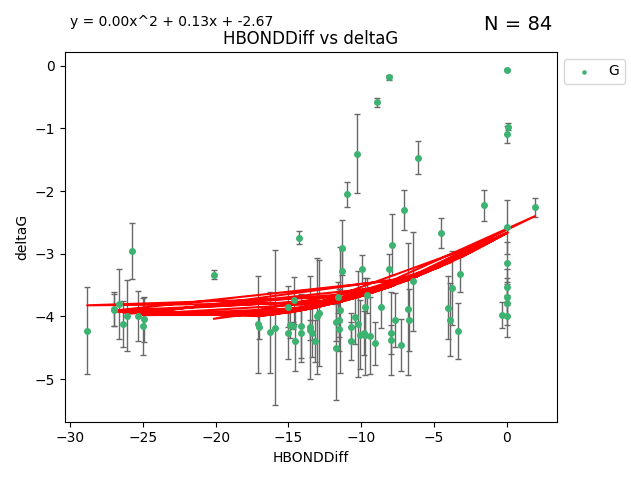 y = 0.00x^2 + 0.13x + -2.67
N = 84
HBONDDiff vs deltaG
G
deltaG
0
−1
−2
−3
−4
−5
−30
−25
−20
−15
−10
−5
0
HBONDDiff